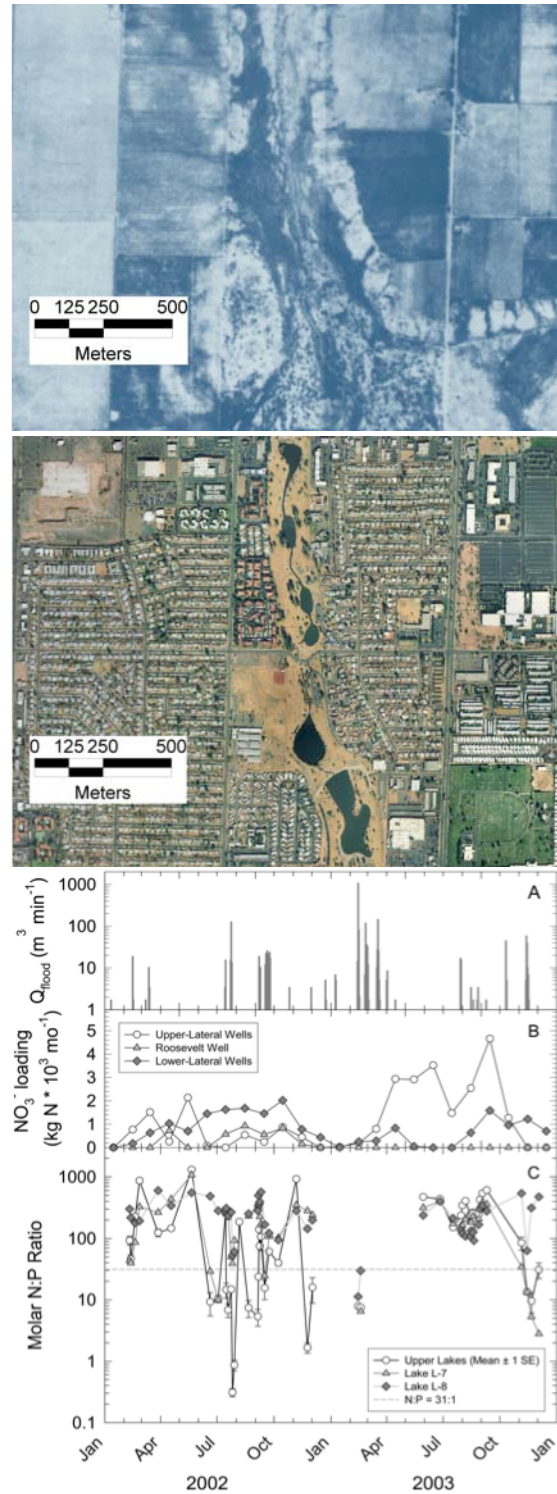 0 125 250 500
Meters
0 125 250 500
Meters
A
Q_flood (m³ min⁻¹)
1000
100
10
1
B
NO₃⁻ loading
(kg N * 10³ mo⁻¹)
5
4
3
2
1
0
Upper-Lateral Wells
Roosevelt Well
Lower-Lateral Wells
C
Molar N:P Ratio
1000
100
10
1
0.1
Upper Lakes (Mean ± 1 SE)
Lake L-7
Lake L-8
N:P = 31:1
Jan Apr Jul Oct Jan Apr Jul Oct Jan
2002 2003